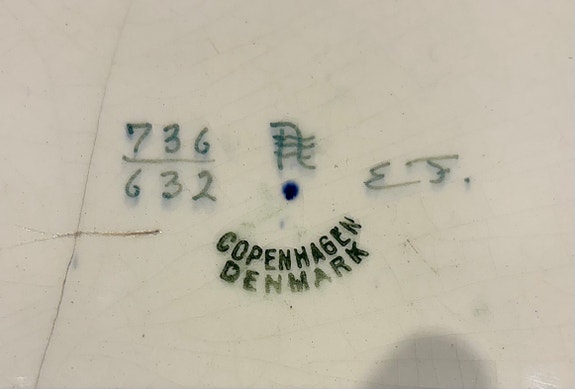 736
632
E F.
COPENHAGEN
DENMARK